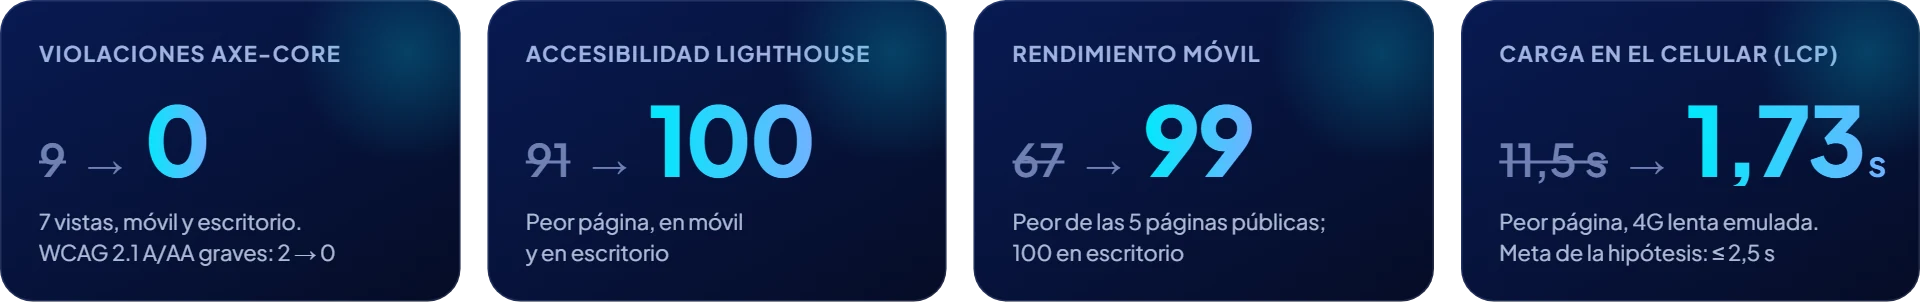 VIOLACIONES AXE-CORE
9 → 0
7 vistas, móvil y escritorio.
WCAG 2.1 A/AA graves: 2 → 0
ACCESIBILIDAD LIGHTHOUSE
91 → 100
Peor página, en móvil
y en escritorio
RENDIMIENTO MÓVIL
67 → 99
Peor de las 5 páginas públicas;
100 en escritorio
CARGA EN EL CELULAR (LCP)
11,5 s → 1,73 s
Peor página, 4G lenta emulada.
Meta de la hipótesis: ≤ 2,5 s